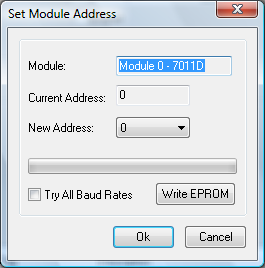 Set Module Address
Module: Module 0 - 7011D
Current Address: 0
New Address: 0
Try All Baud Rates Write EPROM
Ok Cancel